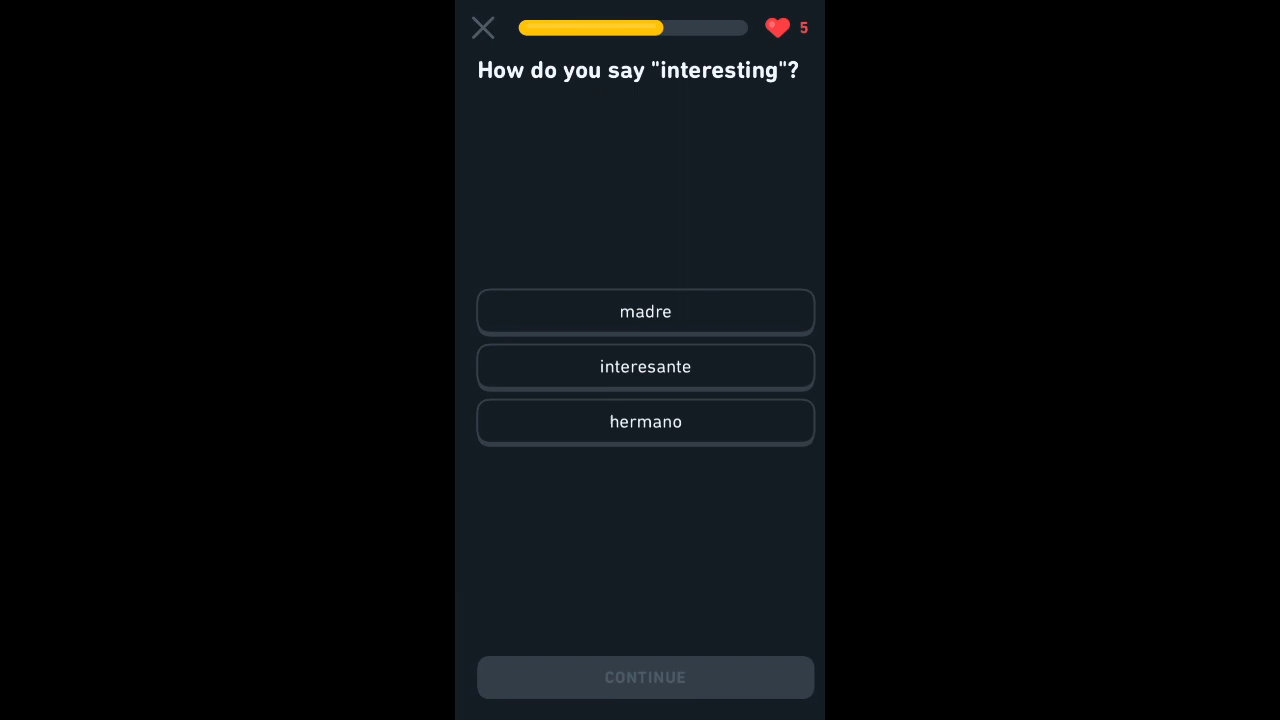 5
How do you say "interesting"?
madre
interesante
hermano
CONTINUE